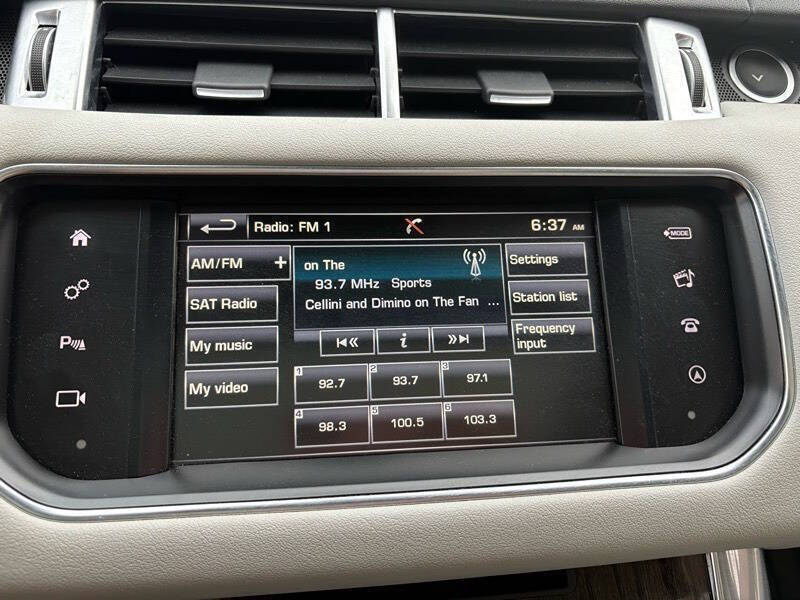 Radio: FM 1
6:37 AM
MODE
AM/FM +
on The
Settings
93.7 MHz Sports
SAT Radio
Cellini and Dimino on The Fan ...
Station list
My music
i
Frequency
input
My video
1 92.7
2 93.7
3 97.1
4 98.3
5 100.5
6 103.3
P